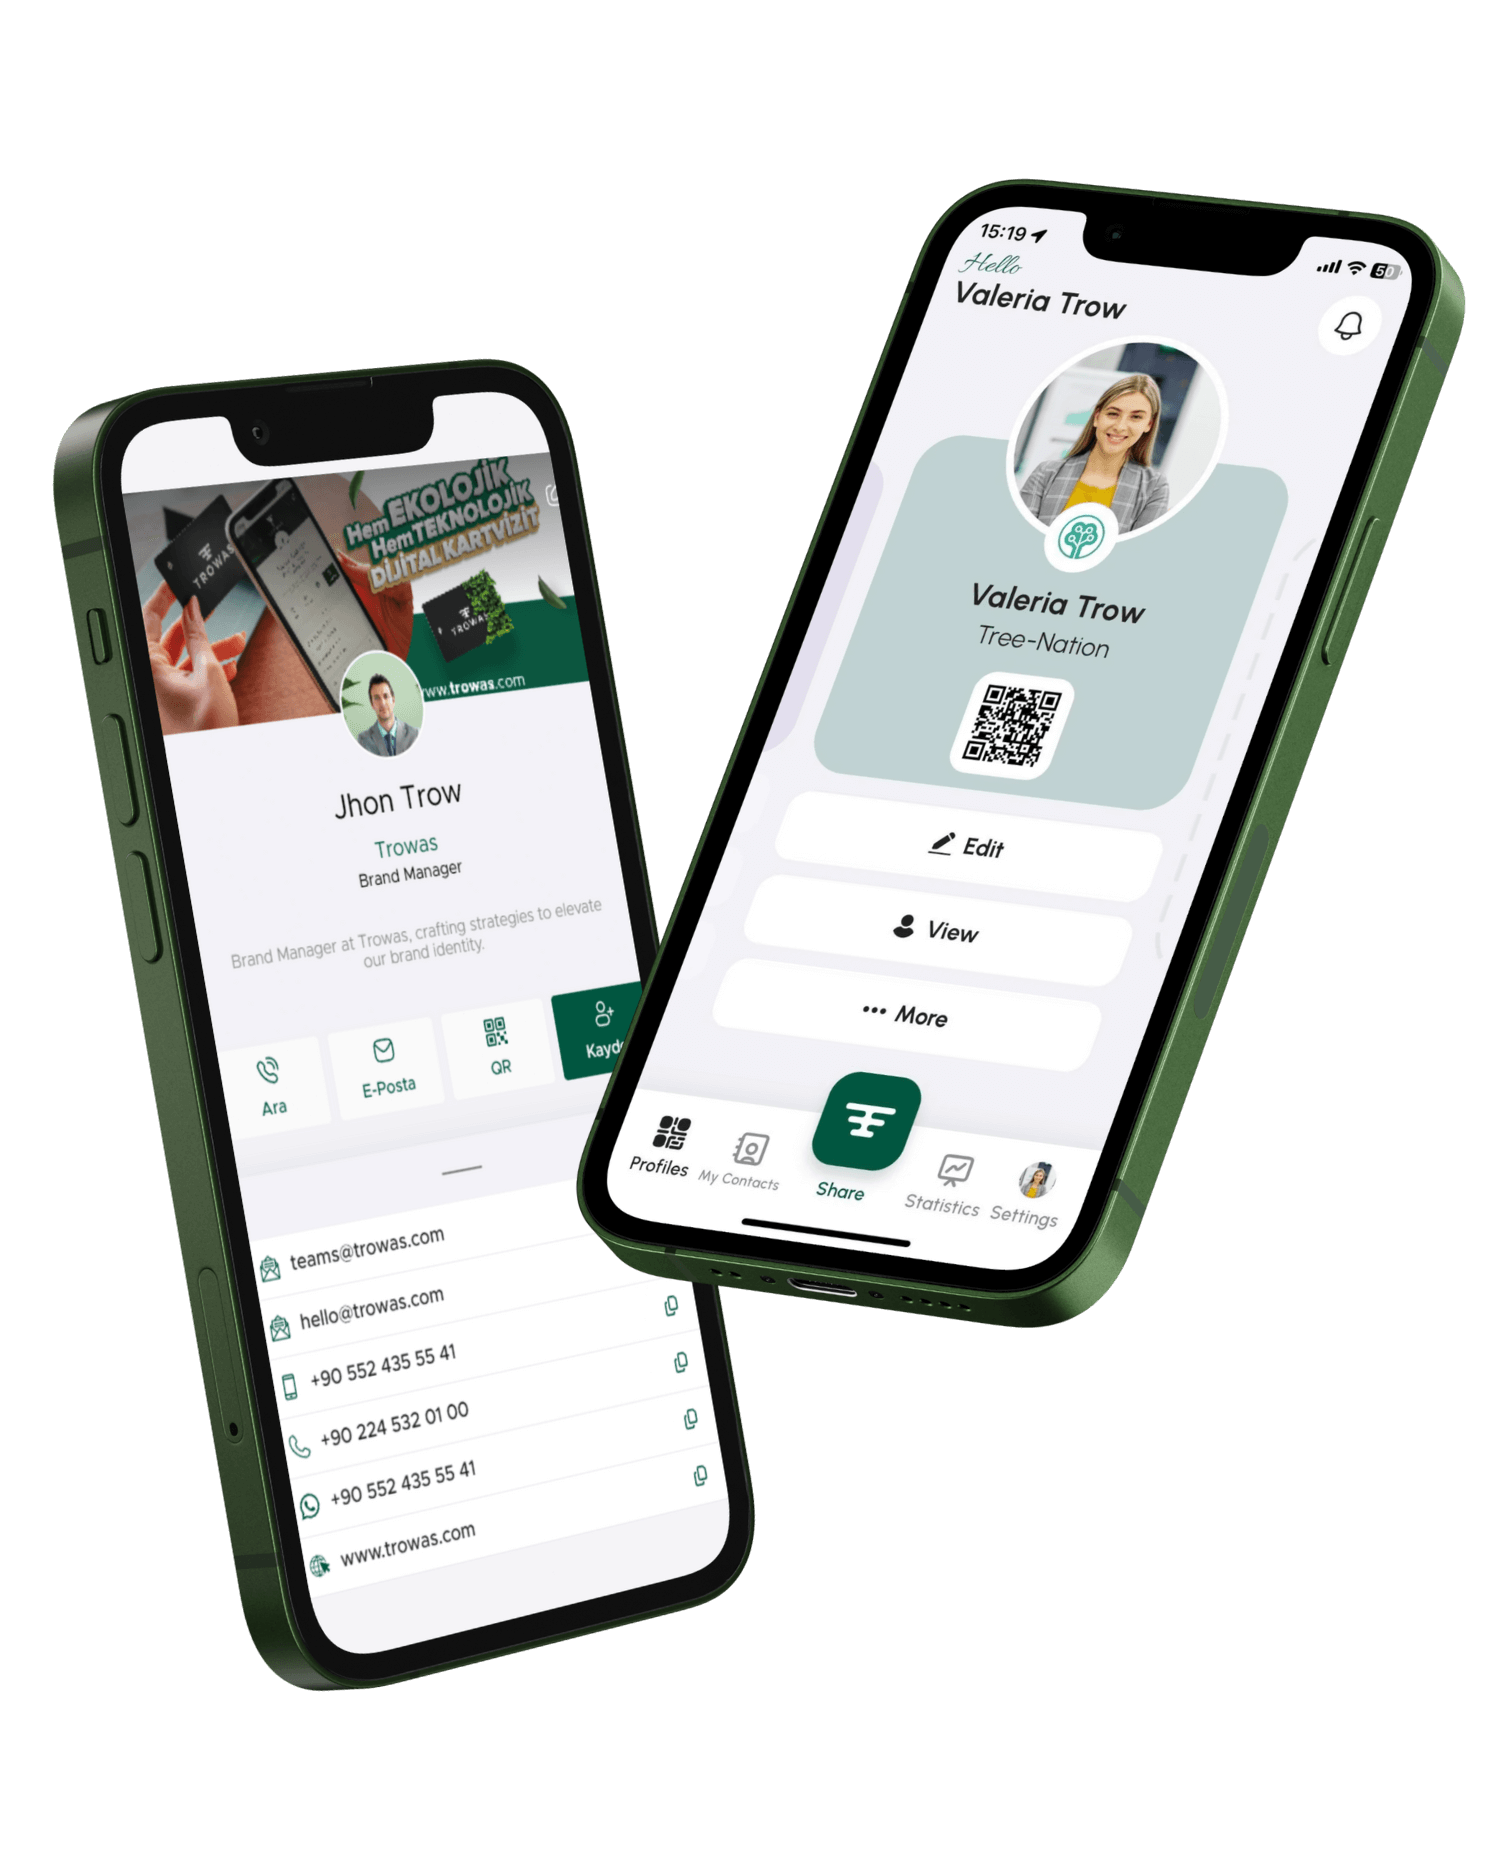 Hem EKOLOJİK
Hem TEKNOLOJİK
DİJİTAL KARTVİZİT
TROWAS
TROWAS
www.trowas.com
Jhon Trow
Trowas
Brand Manager
Brand Manager at Trowas, crafting strategies to elevate
our brand identity.
Ara
E-Posta
QR
teams@trowas.com
hello@trowas.com
+90 552 435 55 41
+90 224 532 01 00
+90 552 435 55 41
www.trowas.com
15:19
50
Hello
Valeria Trow
Valeria Trow
Tree-Nation
Edit
View
More
Profiles
My Contacts
Share
Statistics
Settings